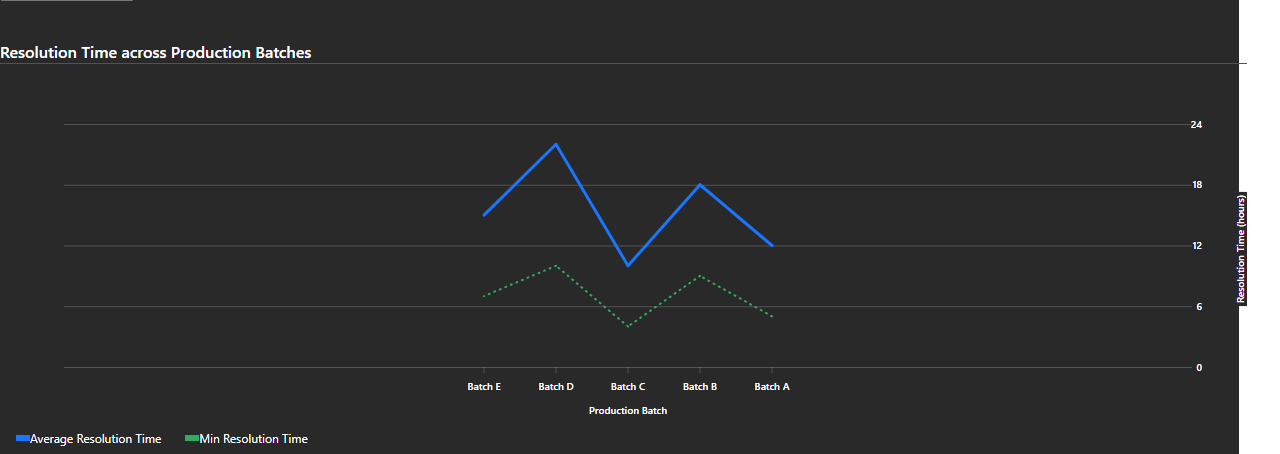 Resolution Time across Production Batches
24
18
12
6
0
Resolution Time (hours)
Batch E Batch D Batch C Batch B Batch A
Production Batch
Average Resolution Time Min Resolution Time